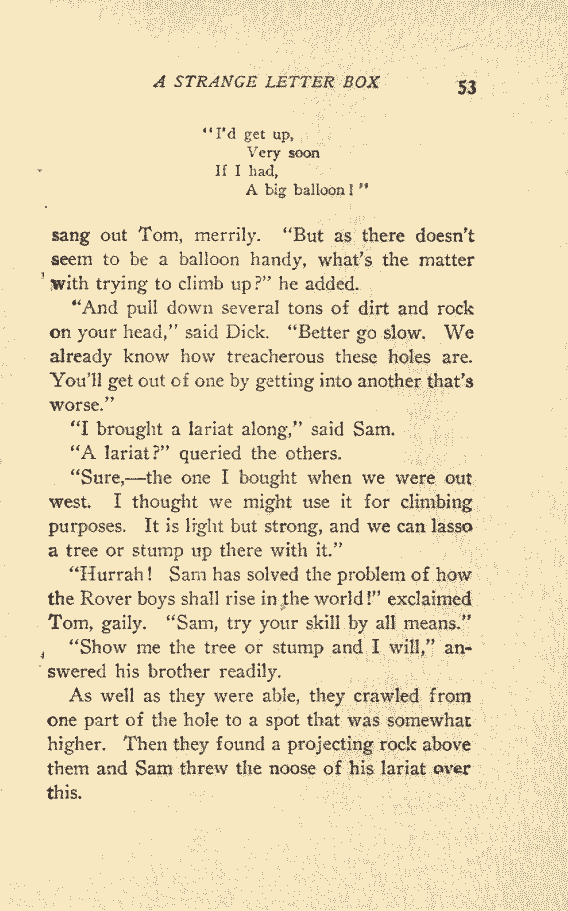 A STRANGE LETTER BOX 53
"I'd get up,
Very soon
If I had,
A big balloon!"
sang out Tom, merrily. "But as there doesn't
seem to be a balloon handy, what's the matter
with trying to climb up?" he added.
"And pull down several tons of dirt and rock
on your head," said Dick. "Better go slow. We
already know how treacherous these holes are.
You'll get out of one by getting into another that's
worse."
"I brought a lariat along," said Sam.
"A lariat?" queried the others.
"Sure,—the one I bought when we were out
west. I thought we might use it for climbing
purposes. It is light but strong, and we can lasso
a tree or stump up there with it."
"Hurrah! Sam has solved the problem of how
the Rover boys shall rise in the world!" exclaimed
Tom, gaily. "Sam, try your skill by all means."
"Show me the tree or stump and I will," an-
swered his brother readily.
As well as they were able, they crawled from
one part of the hole to a spot that was somewhat
higher. Then they found a projecting rock above
them and Sam threw the noose of his lariat over
this.